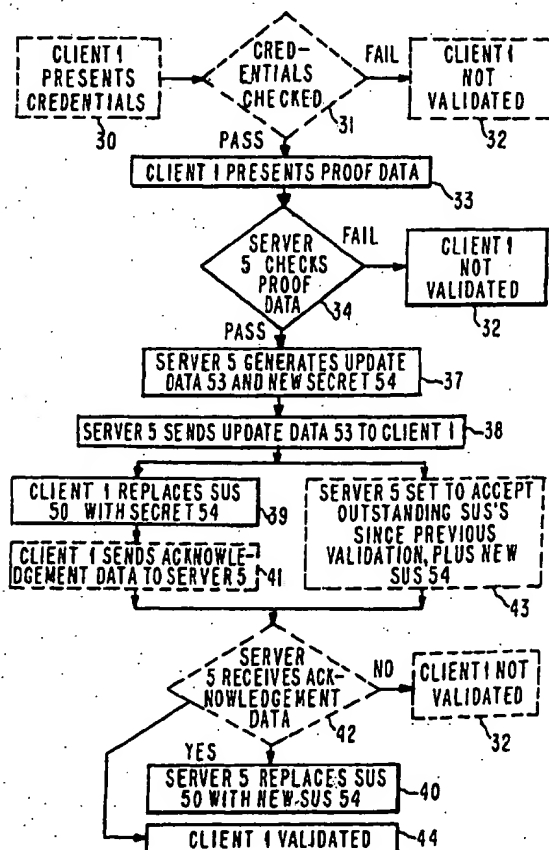 CLIENT 1
PRESENTS
CREDENTIALS
30
CRED-
ENTIALS
CHECKED
31
FAIL
CLIENT 1
NOT
VALIDATED
32
PASS
CLIENT 1 PRESENTS PROOF DATA
33
SERVER
5 CHECKS
PROOF
DATA
34
FAIL
CLIENT 1
NOT
VALIDATED
32
PASS
SERVER 5 GENERATES UPDATE
DATA 53 AND NEW SECRET 54
37
SERVER 5 SENDS UPDATE DATA 53 TO CLIENT 1
38
CLIENT 1 REPLACES SUS
50 WITH SECRET 54
39
CLIENT 1 SENDS ACKNOWLE-
DGEMENT DATA TO SERVER 5
41
SERVER 5 SET TO ACCEPT
OUTSTANDING SUS'S
SINCE PREVIOUS
VALIDATION, PLUS NEW
SUS 54
43
SERVER
5 RECEIVES ACK-
NOWLEDGEMENT
DATA
42
NO
CLIENT 1 NOT
VALIDATED
32
YES
SERVER 5 REPLACES SUS
50 WITH NEW SUS 54
40
CLIENT 1 VALIDATED
44